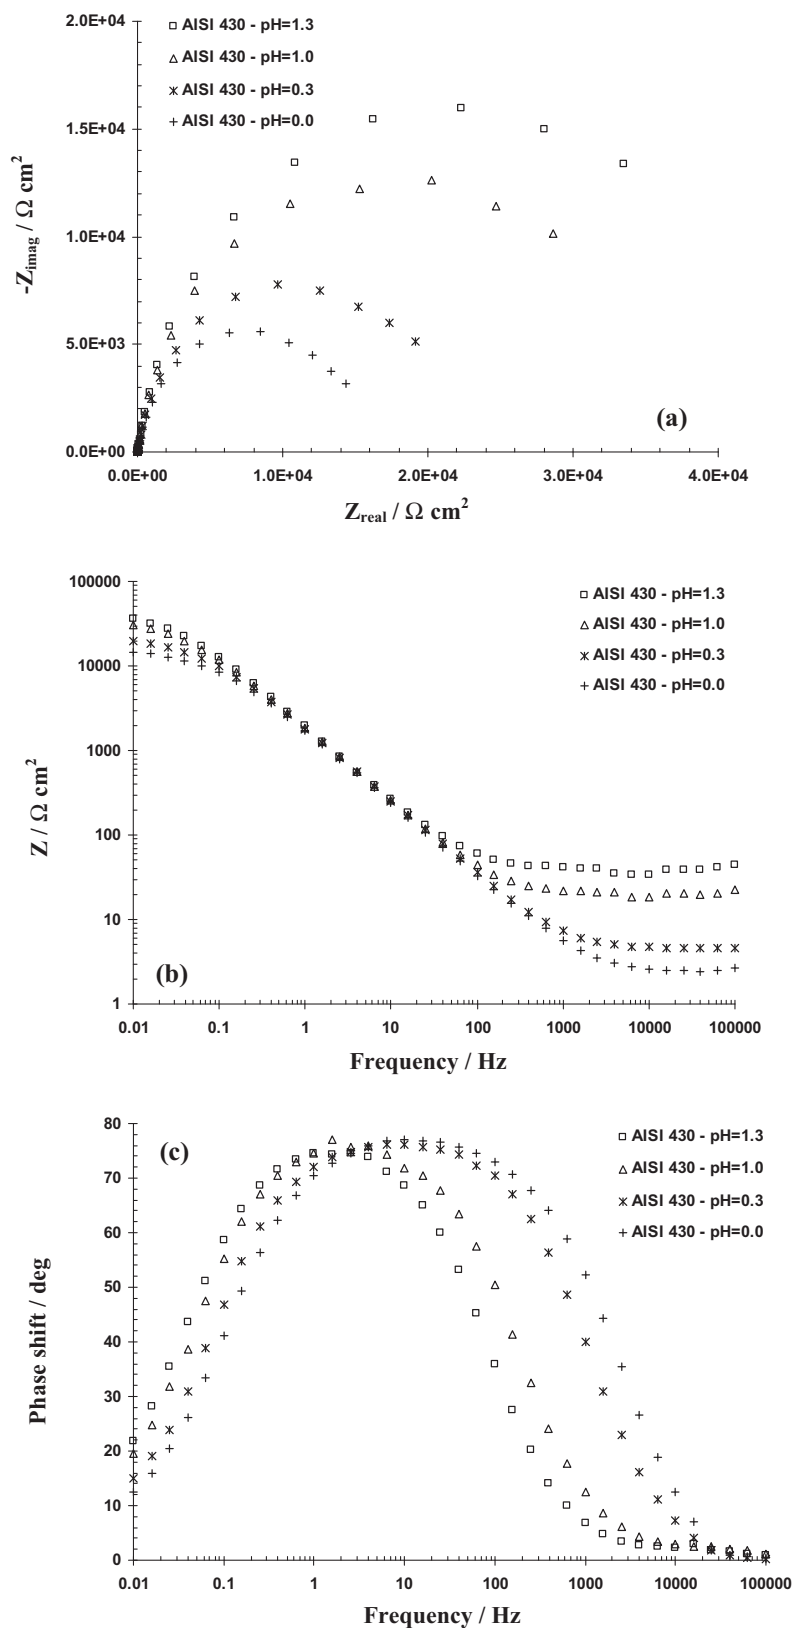 2.0E+04
1.5E+04
1.0E+04
5.0E+03
0.0E+00
-Z_imag / Ω cm²
AISI 430 - pH=1.3
AISI 430 - pH=1.0
AISI 430 - pH=0.3
AISI 430 - pH=0.0
(a)
0.0E+00 1.0E+04 2.0E+04 3.0E+04 4.0E+04
Z_real / Ω cm²
100000
10000
1000
100
10
1
Z / Ω cm²
AISI 430 - pH=1.3
AISI 430 - pH=1.0
AISI 430 - pH=0.3
AISI 430 - pH=0.0
(b)
0.01 0.1 1 10 100 1000 10000 100000
Frequency / Hz
80
70
60
50
40
30
20
10
0
Phase shift / deg
(c)
AISI 430 - pH=1.3
AISI 430 - pH=1.0
AISI 430 - pH=0.3
AISI 430 - pH=0.0
0.01 0.1 1 10 100 1000 10000 100000
Frequency / Hz